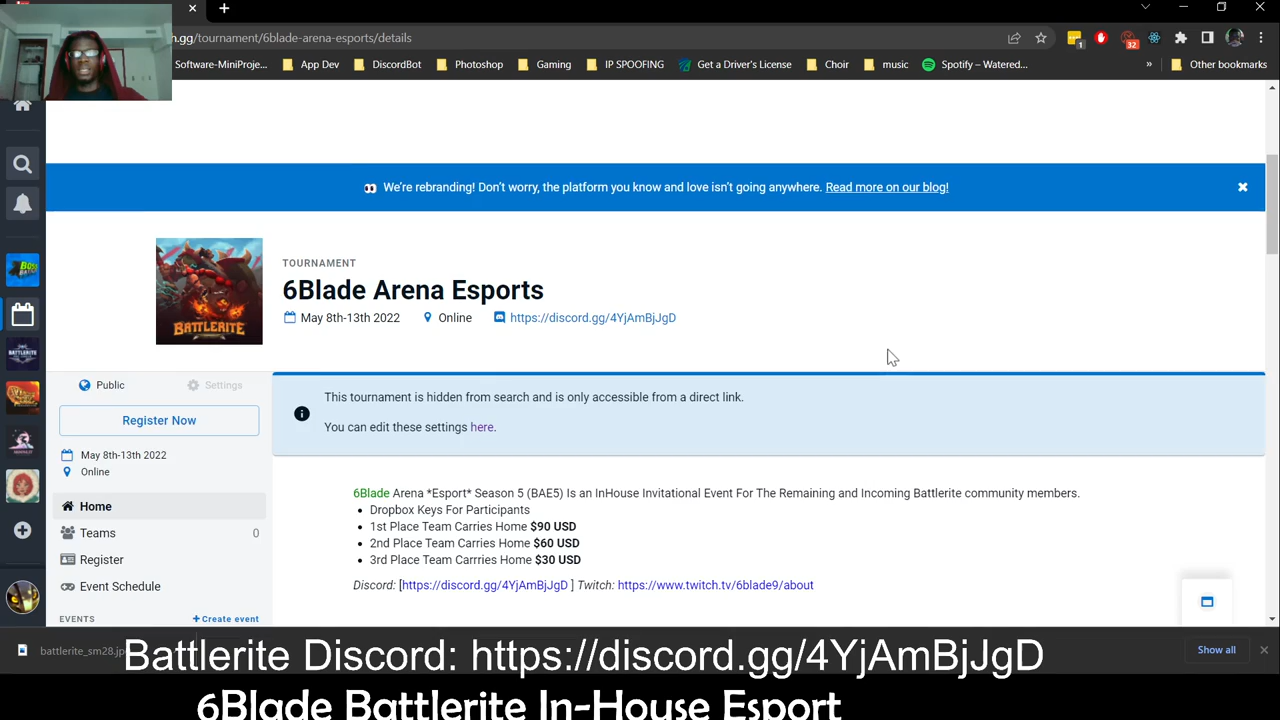 n.gg/tournament/6blade-arena-esports/details
Software-MiniProje... App Dev DiscordBot Photoshop Gaming IP SPOOFING Get a Driver's License Choir music Spotify – Watered... » Other bookmarks
1
32
We're rebranding! Don't worry, the platform you know and love isn't going anywhere. Read more on our blog!
TOURNAMENT
6Blade Arena Esports
May 8th-13th 2022 Online https://discord.gg/4YjAmBjJgD
BATTLERITE
Public Settings
Register Now
May 8th-13th 2022
Online
Home
Teams 0
Register
Event Schedule
EVENTS +Create event
This tournament is hidden from search and is only accessible from a direct link.
You can edit these settings here.
6Blade Arena *Esport* Season 5 (BAE5) Is an InHouse Invitational Event For The Remaining and Incoming Battlerite community members.
Dropbox Keys For Participants
1st Place Team Carries Home $90 USD
2nd Place Team Carries Home $60 USD
3rd Place Team Carrries Home $30 USD
Discord: [https://discord.gg/4YjAmBjJgD ] Twitch: https://www.twitch.tv/6blade9/about
battlerite_sm28.jp
Show all
Battlerite Discord: https://discord.gg/4YjAmBjJgD
6Blade Battlerite In-House Esport